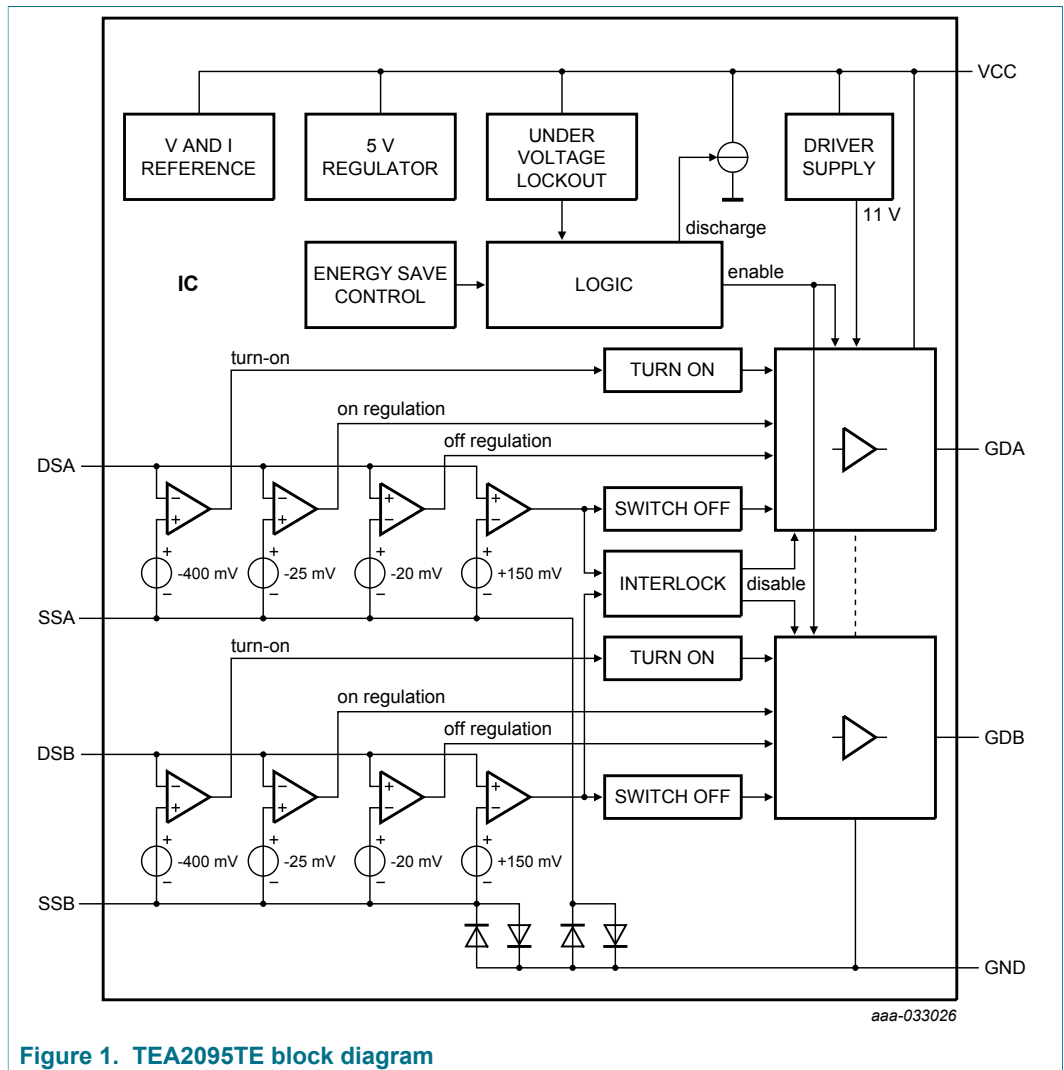 VCC
V AND I
REFERENCE
5 V
REGULATOR
UNDER
VOLTAGE
LOCKOUT
DRIVER
SUPPLY
11 V
discharge
IC
ENERGY SAVE
CONTROL
LOGIC
enable
turn-on
TURN ON
on regulation
off regulation
GDA
DSA
− − + +
+ + − −
SWITCH OFF
+ + + +
-400 mV -25 mV -20 mV +150 mV
− − − −
INTERLOCK
disable
SSA
turn-on
TURN ON
on regulation
off regulation
GDB
DSB
− − + +
+ + − −
SWITCH OFF
+ + + +
-400 mV -25 mV -20 mV +150 mV
− − − −
SSB
GND
aaa-033026
Figure 1. TEA2095TE block diagram